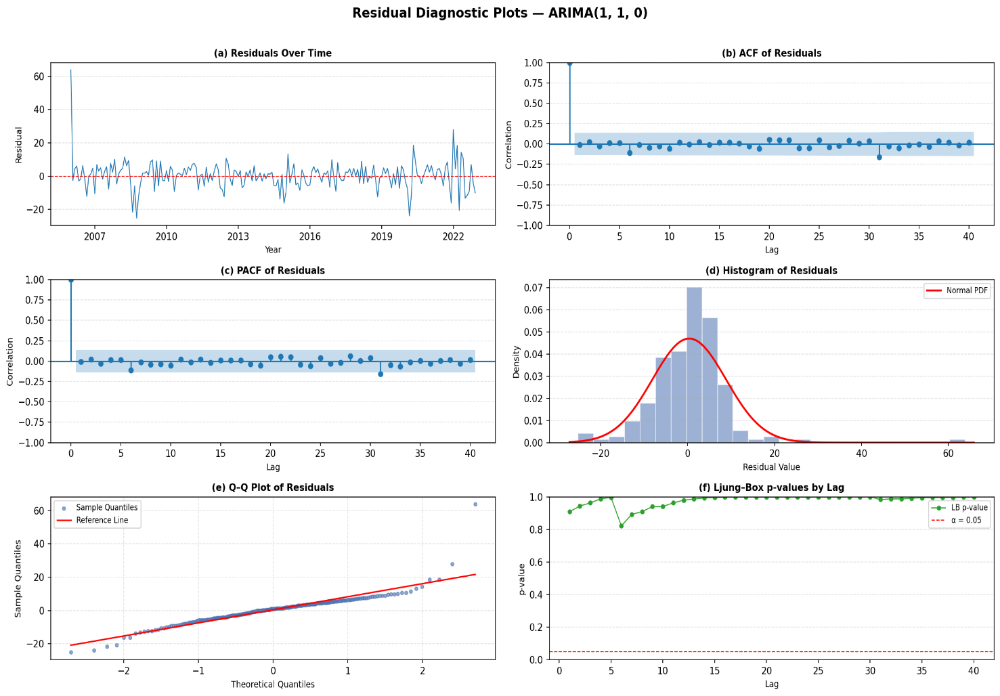 Residual Diagnostic Plots — ARIMA(1, 1, 0)
(a) Residuals Over Time
60
40
20
0
−20
Residual
2007 2010 2013 2016 2019 2022
Year
(b) ACF of Residuals
1.00
0.75
0.50
0.25
0.00
−0.25
−0.50
−0.75
−1.00
Correlation
0 5 10 15 20 25 30 35 40
Lag
(c) PACF of Residuals
1.00
0.75
0.50
0.25
0.00
−0.25
−0.50
−0.75
−1.00
Correlation
0 5 10 15 20 25 30 35 40
Lag
(d) Histogram of Residuals
Normal PDF
0.07
0.06
0.05
0.04
0.03
0.02
0.01
0.00
Density
−20 0 20 40 60
Residual Value
(e) Q–Q Plot of Residuals
Sample Quantiles
Reference Line
60
40
20
0
−20
Sample Quantiles
−2 −1 0 1 2
Theoretical Quantiles
(f) Ljung–Box p-values by Lag
LB p-value
α = 0.05
1.0
0.8
0.6
0.4
0.2
0.0
p-value
0 5 10 15 20 25 30 35 40
Lag